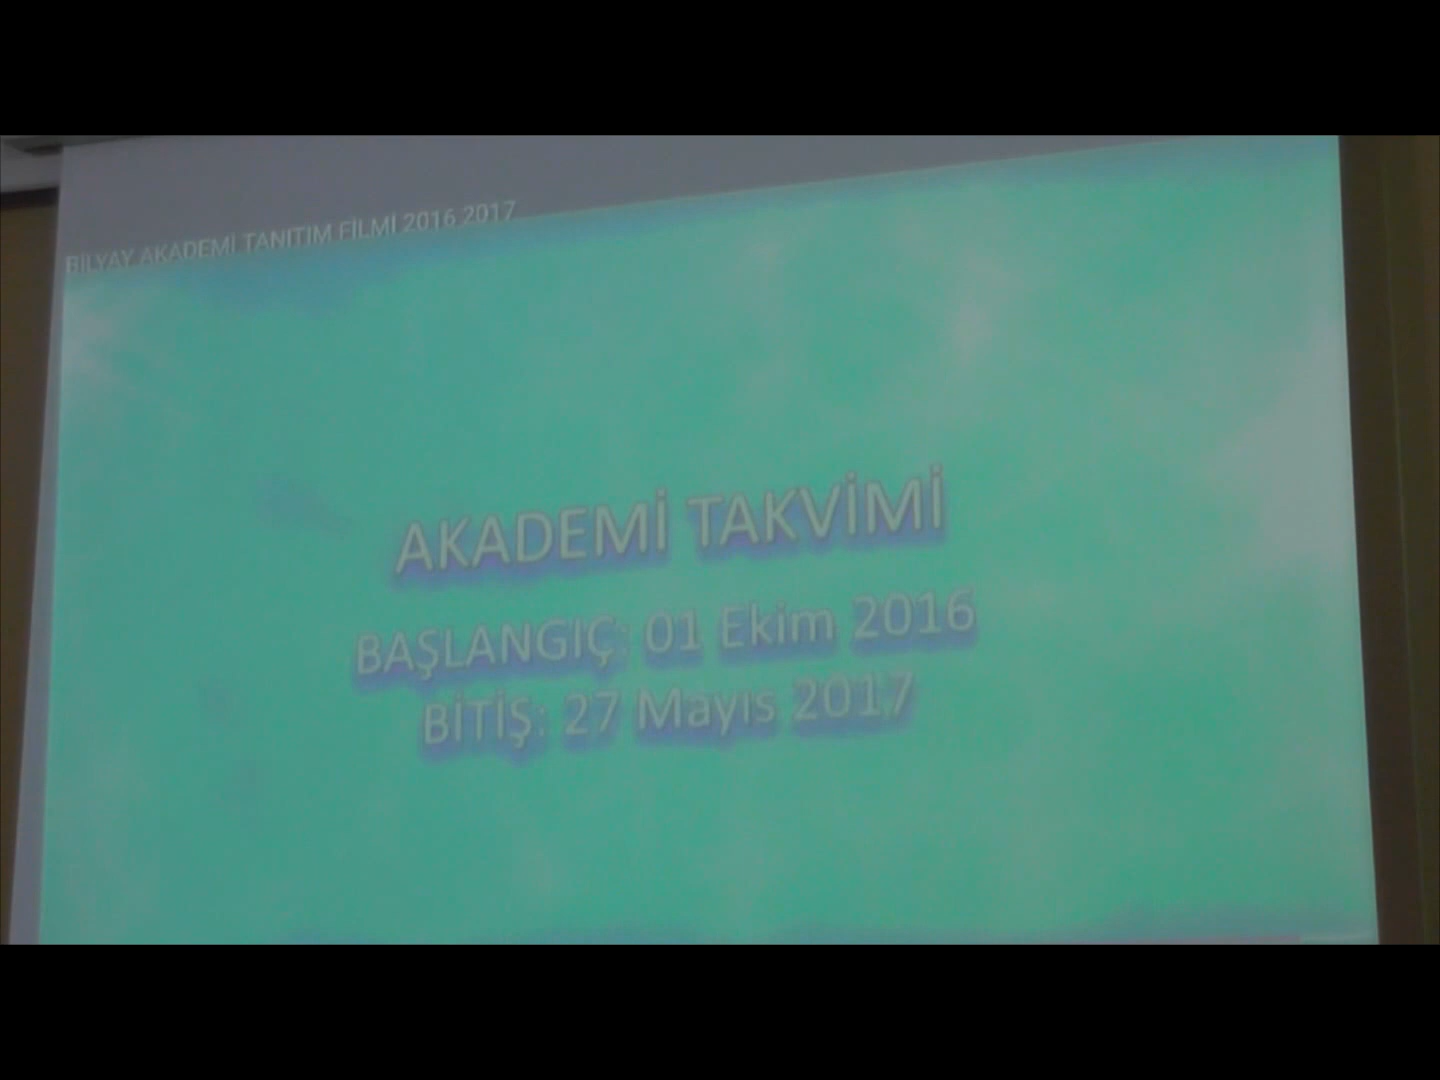 BİLYAY AKADEMİ TANITIM FİLMİ 2016 2017
AKADEMİ TAKVİMİ
BAŞLANGIÇ: 01 Ekim 2016
BİTİŞ: 27 Mayıs 2017